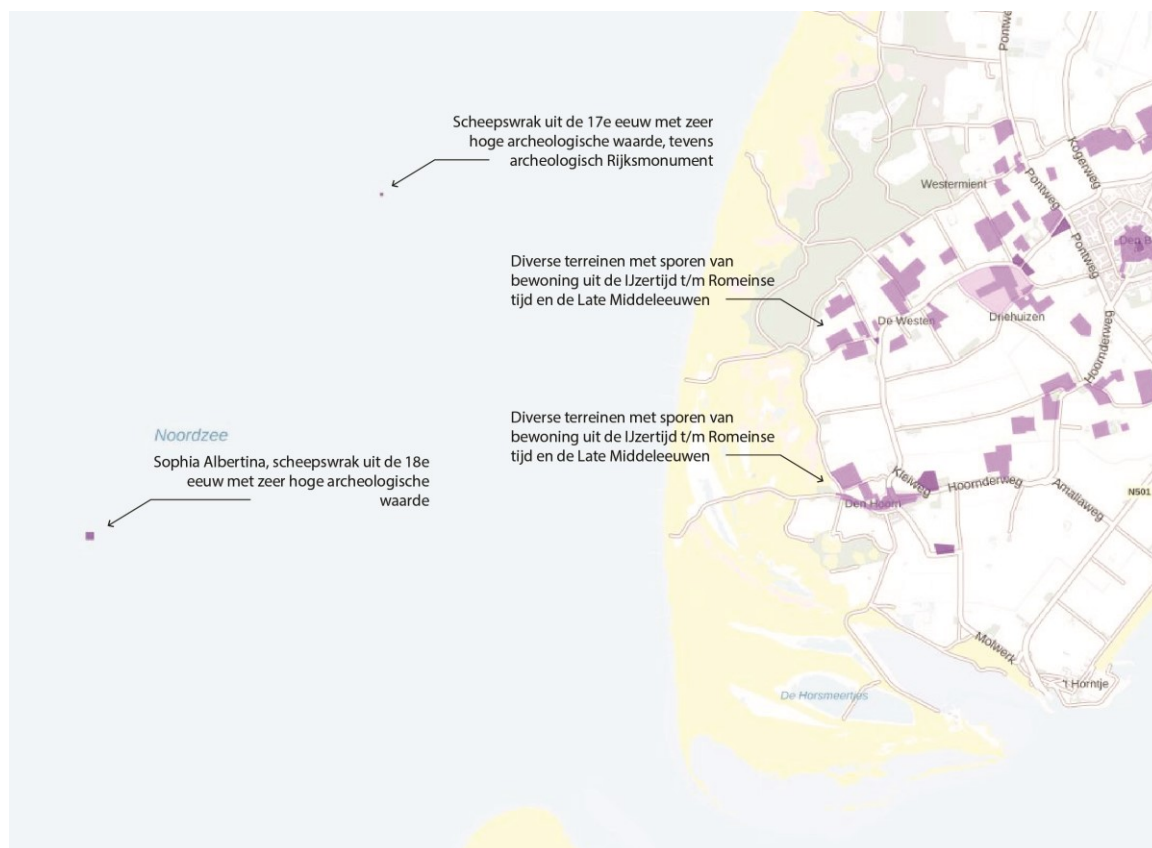 Pontweg
Scheepswrak uit de 17e eeuw met zeer
hoge archeologische waarde, tevens
archeologisch Rijksmonument
Kogerweg
Westermient
Pontweg
Pontweg
Diverse terreinen met sporen van
bewoning uit de IJzertijd t/m Romeinse
tijd en de Late Middeleeuwen
De Westen
Driehuizen
Hoornderweg
Diverse terreinen met sporen van
bewoning uit de IJzertijd t/m Romeinse
tijd en de Late Middeleeuwen
Noordzee
Sophia Albertina, scheepswrak uit de 18e
eeuw met zeer hoge archeologische
waarde
Kleiweg
Hoornderweg
Amaliaweg
N501
Den Hoorn
Molwerk
't Horntje
De Horsmeertjes